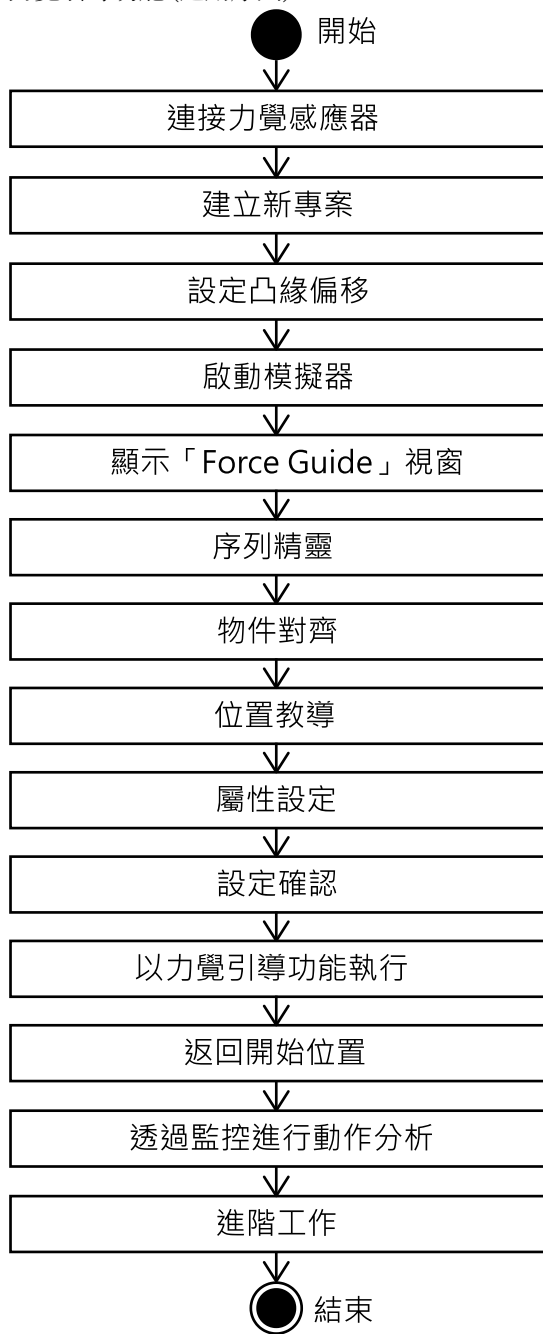 開始
連接力覺感應器
建立新專案
設定凸緣偏移
啟動模擬器
顯示「Force Guide」視窗
序列精靈
物件對齊
位置教導
屬性設定
設定確認
以力覺引導功能執行
返回開始位置
透過監控進行動作分析
進階工作
結束